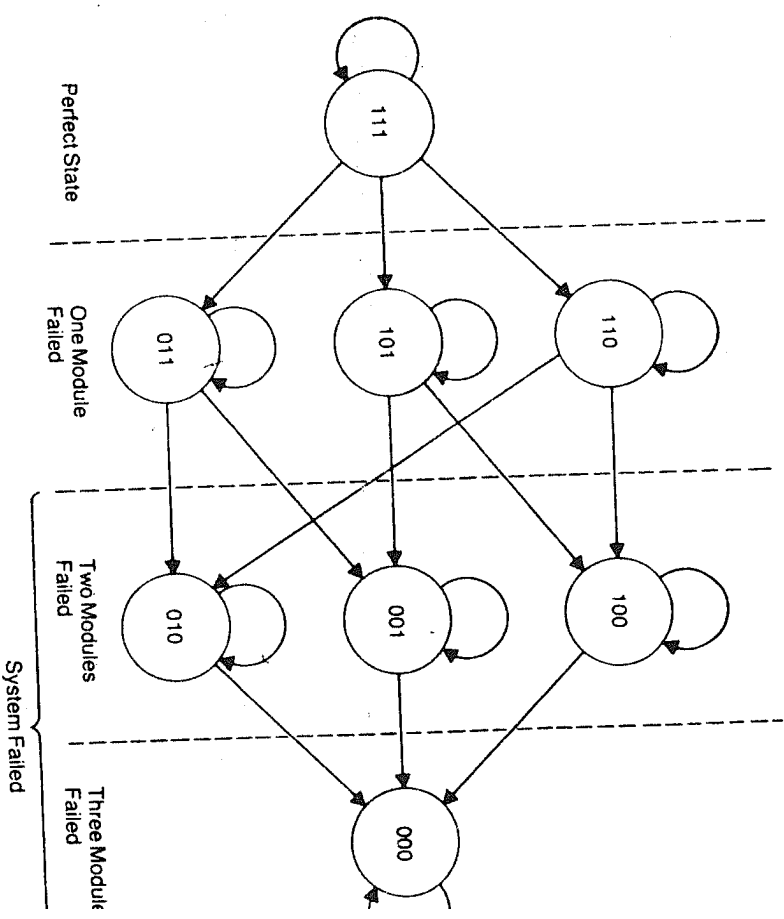 110
100
111
101
001
000
011
010
Perfect State
One Module
Failed
Two Modules
Failed
Three Module
Failed
System Failed